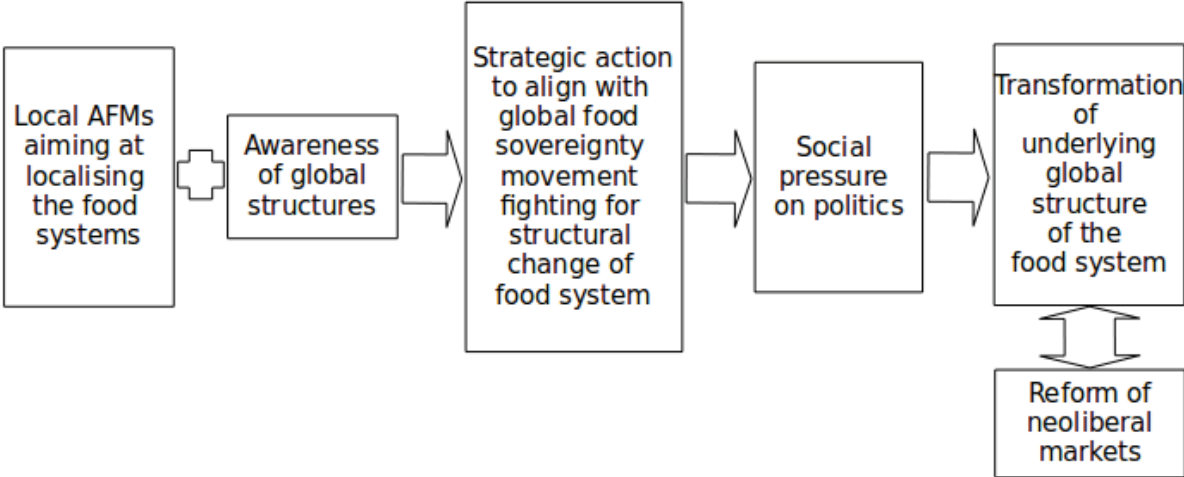 Local AFMs
aiming at
localising
the food
systems
Awareness
of global
structures
Strategic action
to align with
global food
sovereignty
movement
fighting for
structural
change of
food system
Social
pressure
on politics
Transformation
of
underlying
global
structure
of the
food system
Reform of
neoliberal
markets